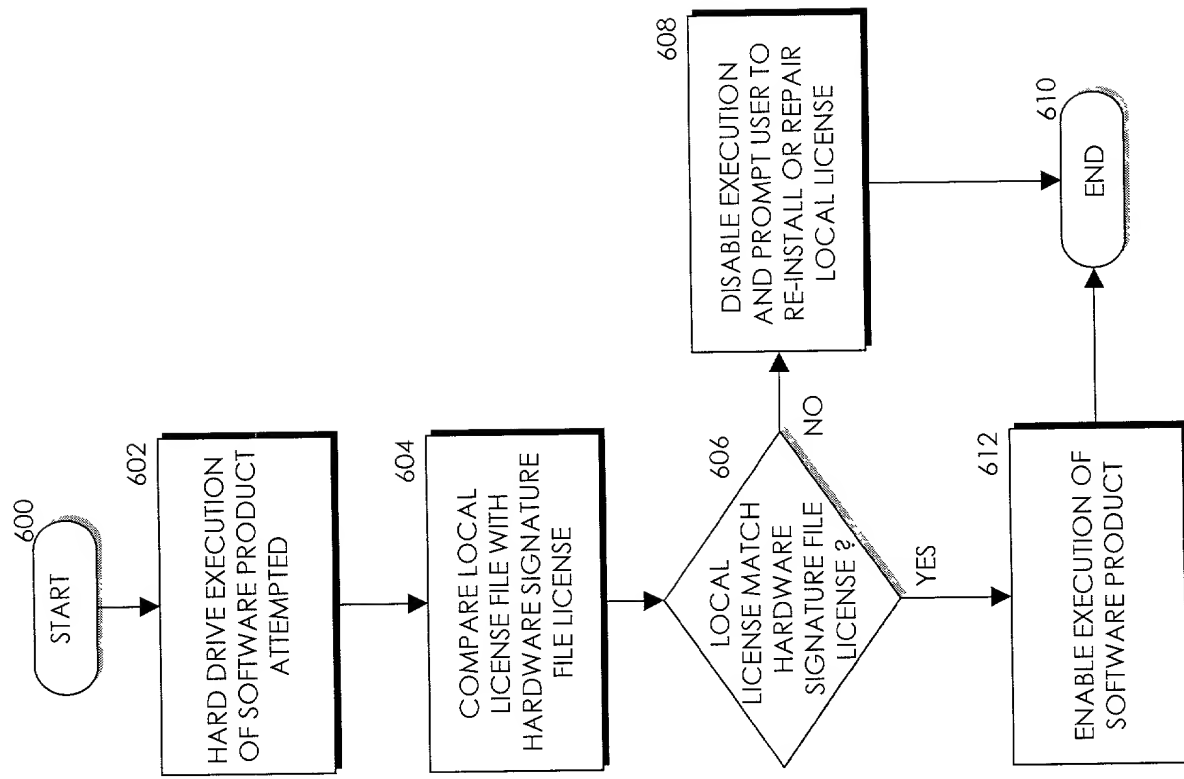 600
START
602
HARD DRIVE EXECUTION
OF SOFTWARE PRODUCT
ATTEMPTED
604
COMPARE LOCAL
LICENSE FILE WITH
HARDWARE SIGNATURE
FILE LICENSE
606
LOCAL
LICENSE MATCH
HARDWARE
SIGNATURE FILE
LICENSE ?
NO
YES
608
DISABLE EXECUTION
AND PROMPT USER TO
RE-INSTALL OR REPAIR
LOCAL LICENSE
612
ENABLE EXECUTION OF
SOFTWARE PRODUCT
610
END